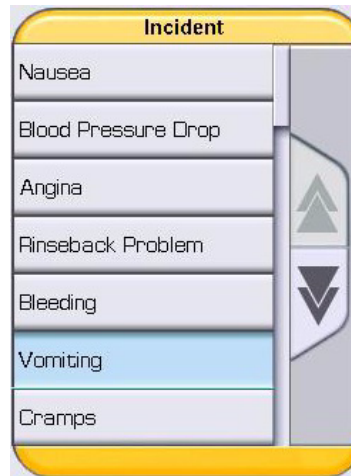 Incident
Nausea
Blood Pressure Drop
Angina
Rinseback Problem
Bleeding
Vomiting
Cramps